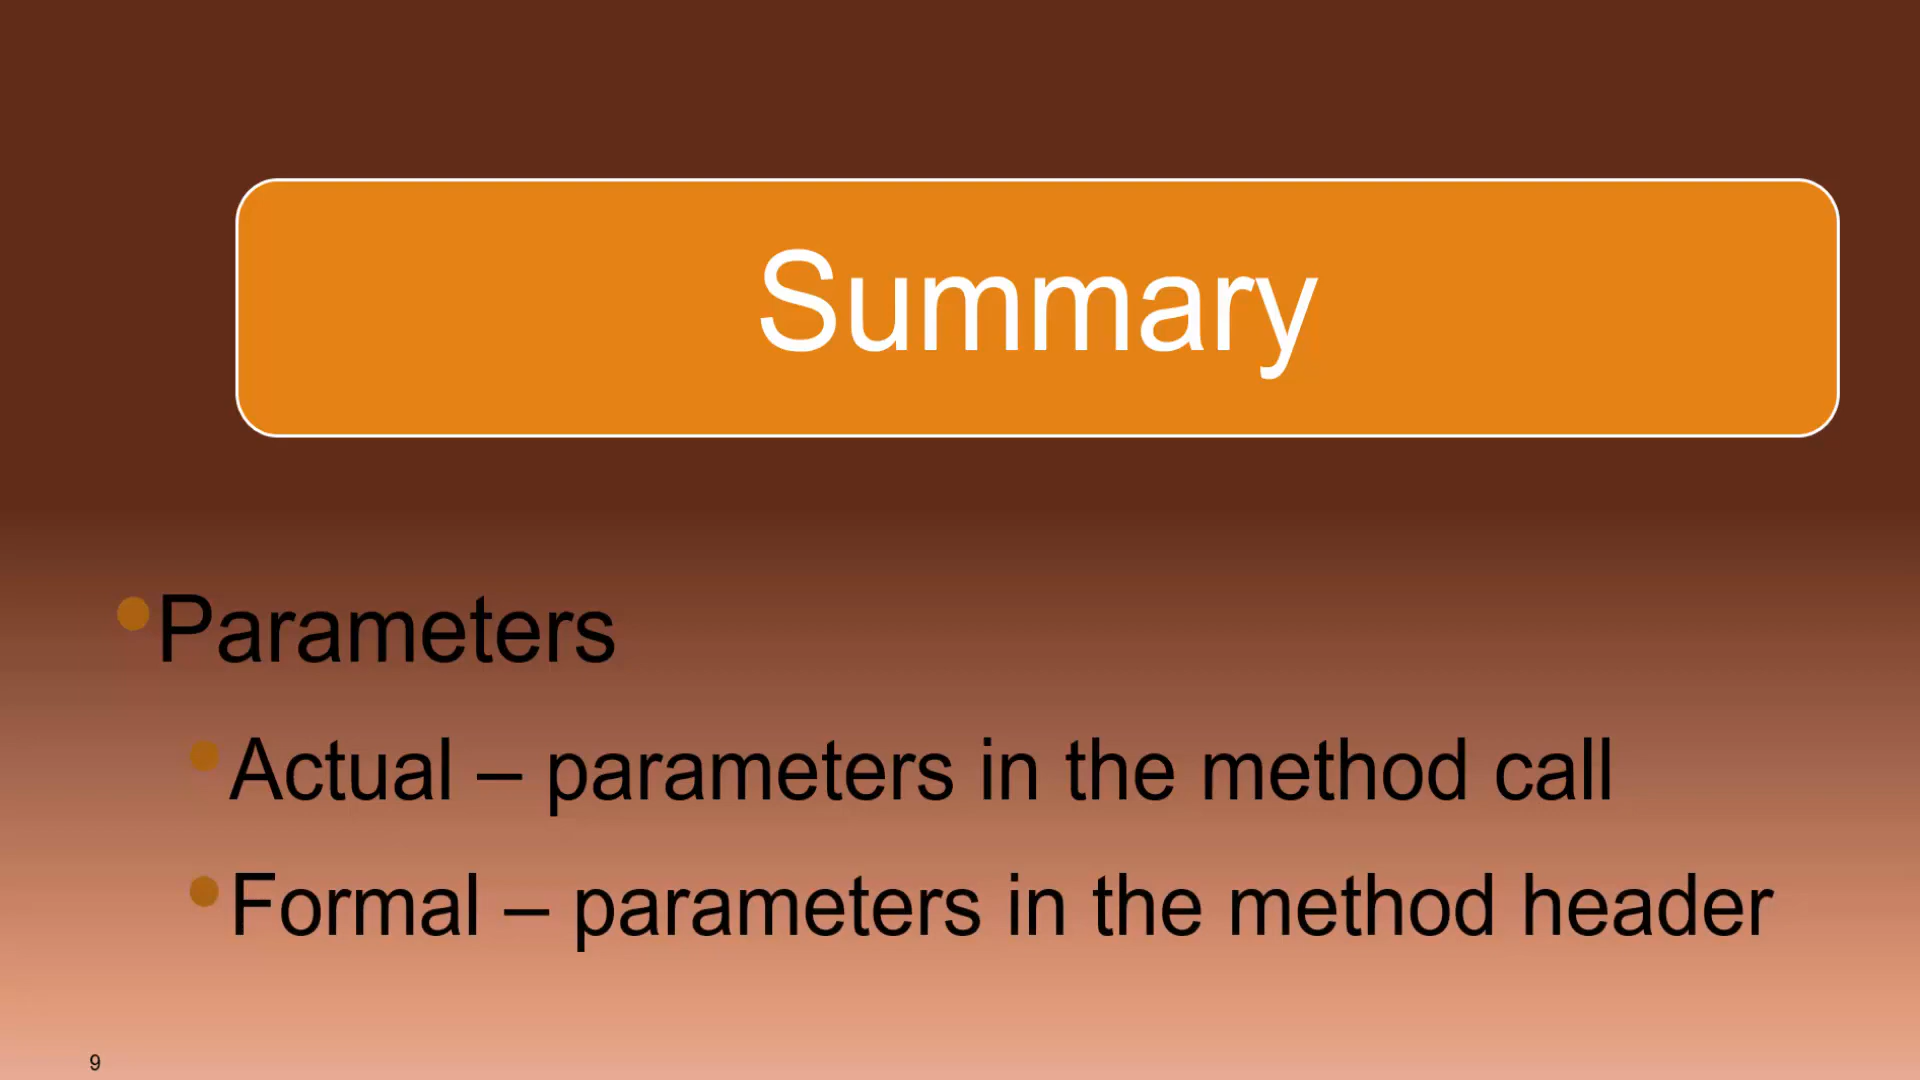 Summary
• Parameters
• Actual – parameters in the method call
• Formal – parameters in the method header
9